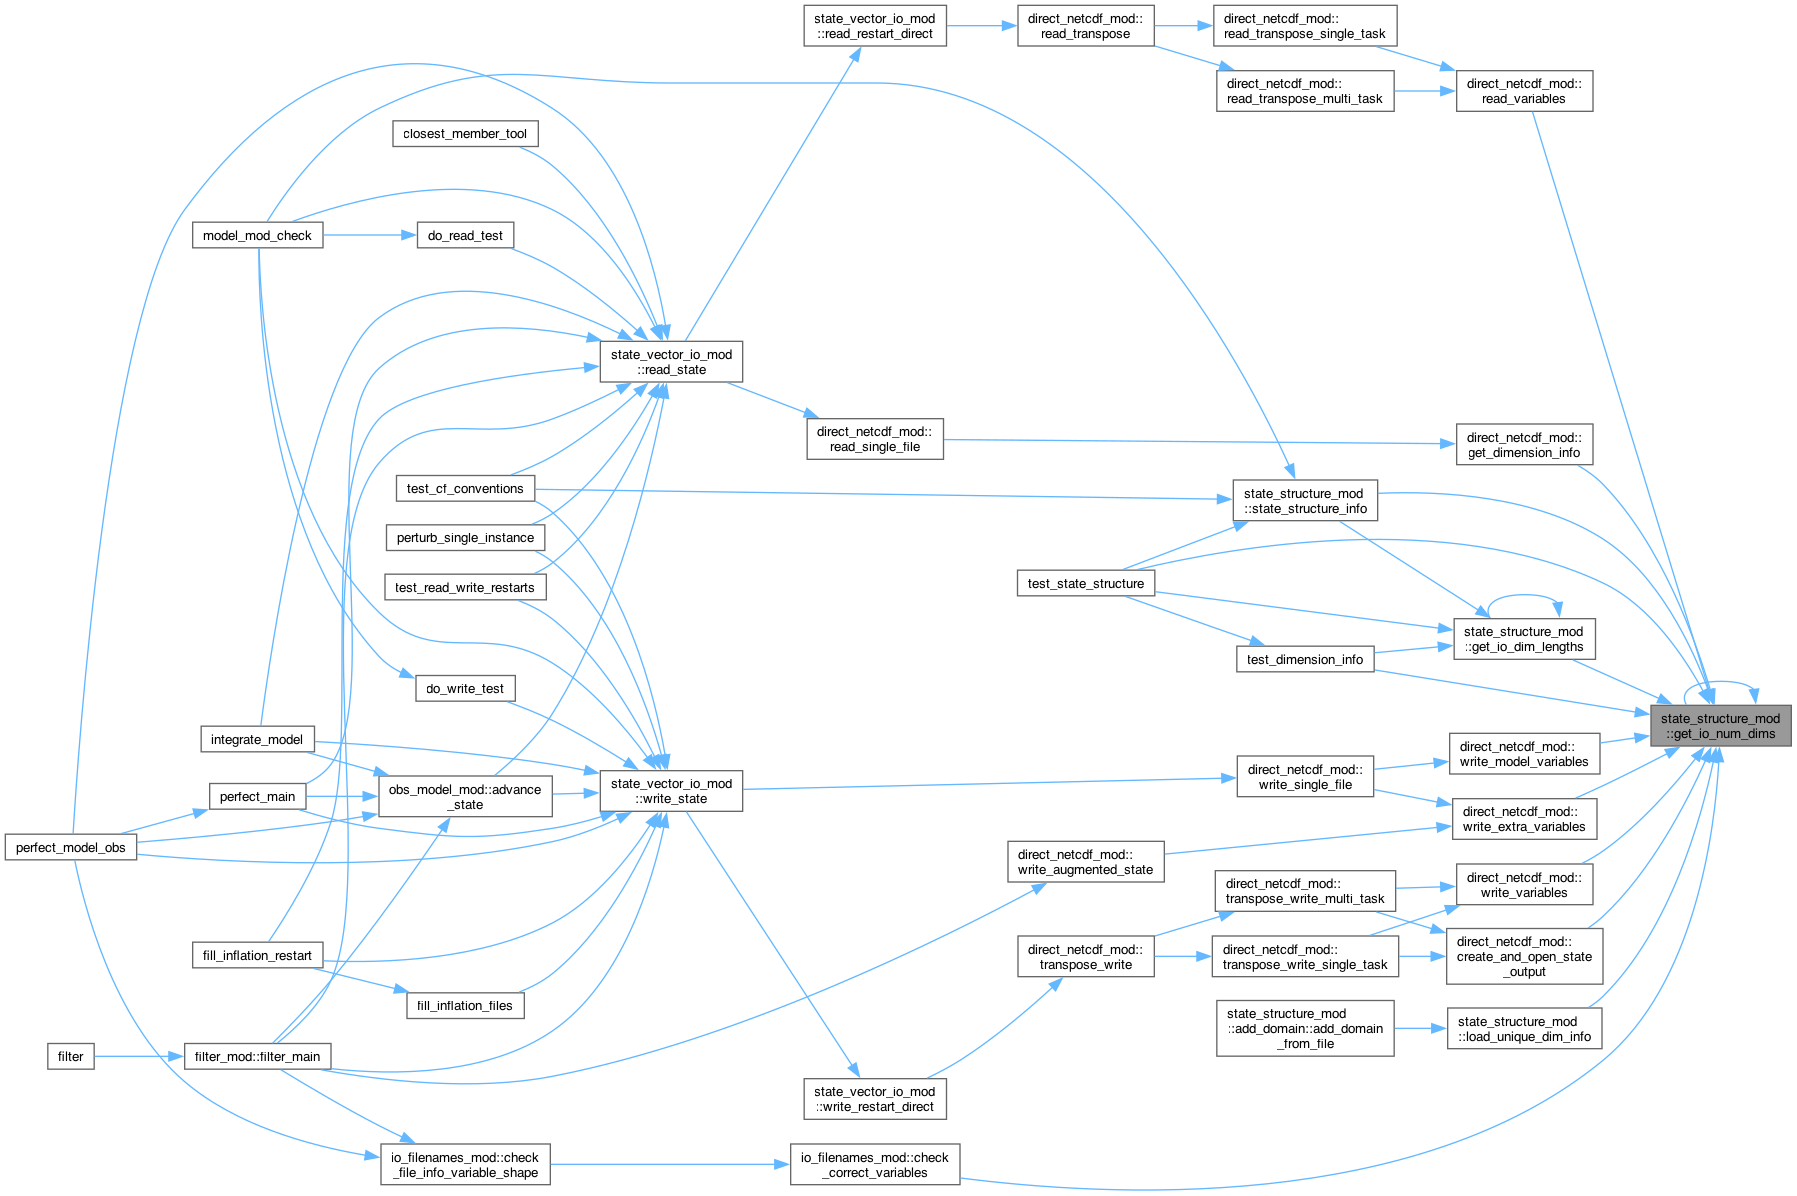 state_vector_io_mod
::read_restart_direct
direct_netcdf_mod::
read_transpose
direct_netcdf_mod::
read_transpose_single_task
direct_netcdf_mod::
read_transpose_multi_task
direct_netcdf_mod::
read_variables
closest_member_tool
model_mod_check
do_read_test
state_vector_io_mod
::read_state
direct_netcdf_mod::
read_single_file
direct_netcdf_mod::
get_dimension_info
test_cf_conventions
state_structure_mod
::state_structure_info
perturb_single_instance
test_read_write_restarts
test_state_structure
state_structure_mod
::get_io_dim_lengths
test_dimension_info
do_write_test
state_structure_mod
::get_io_num_dims
integrate_model
direct_netcdf_mod::
write_model_variables
perfect_main
obs_model_mod::advance
_state
state_vector_io_mod
::write_state
direct_netcdf_mod::
write_single_file
direct_netcdf_mod::
write_extra_variables
perfect_model_obs
direct_netcdf_mod::
write_augmented_state
direct_netcdf_mod::
transpose_write_multi_task
direct_netcdf_mod::
write_variables
fill_inflation_restart
direct_netcdf_mod::
transpose_write
direct_netcdf_mod::
transpose_write_single_task
direct_netcdf_mod::
create_and_open_state
_output
fill_inflation_files
state_structure_mod
::add_domain::add_domain
_from_file
state_structure_mod
::load_unique_dim_info
filter
filter_mod::filter_main
state_vector_io_mod
::write_restart_direct
io_filenames_mod::check
_file_info_variable_shape
io_filenames_mod::check
_correct_variables